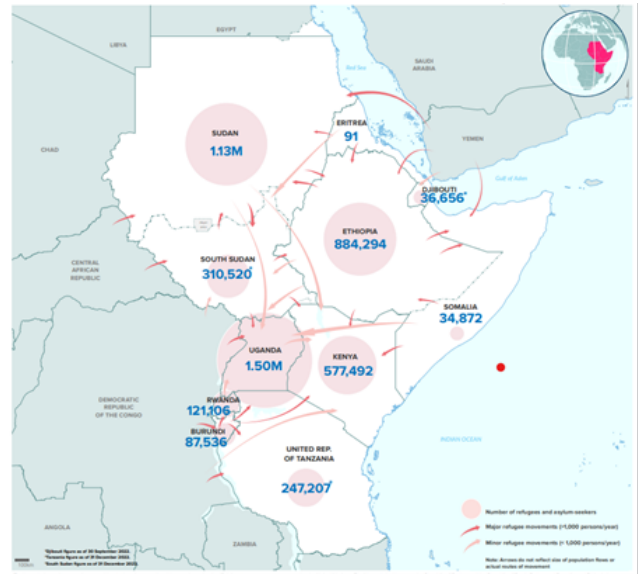 EGYPT
LIBYA
SAUDI
ARABIA
Red Sea
CHAD
SUDAN
1.13M
ERITREA
91
YEMEN
Gulf of Aden
DJIBOUTI
36,656*
ETHIOPIA
884,294
CENTRAL
AFRICAN
REPUBLIC
SOUTH SUDAN
310,520*
SOMALIA
34,872
UGANDA
1.50M
KENYA
577,492
DEMOCRATIC
REPUBLIC
OF THE CONGO
RWANDA
121,106
BURUNDI
87,536
INDIAN OCEAN
UNITED REP.
OF TANZANIA
247,207*
ANGOLA
ZAMBIA
Number of refugees and asylum-seekers
Major refugee movements (>1,000 persons/year)
Minor refugee movements (< 1,000 persons/year)
Note: Arrows do not reflect size of population flows or
actual routes of movement
*Djibouti figure as of 30 September 2022.
*Tanzania figure as of 31 December 2022.
*South Sudan figure as of 31 December 2022.